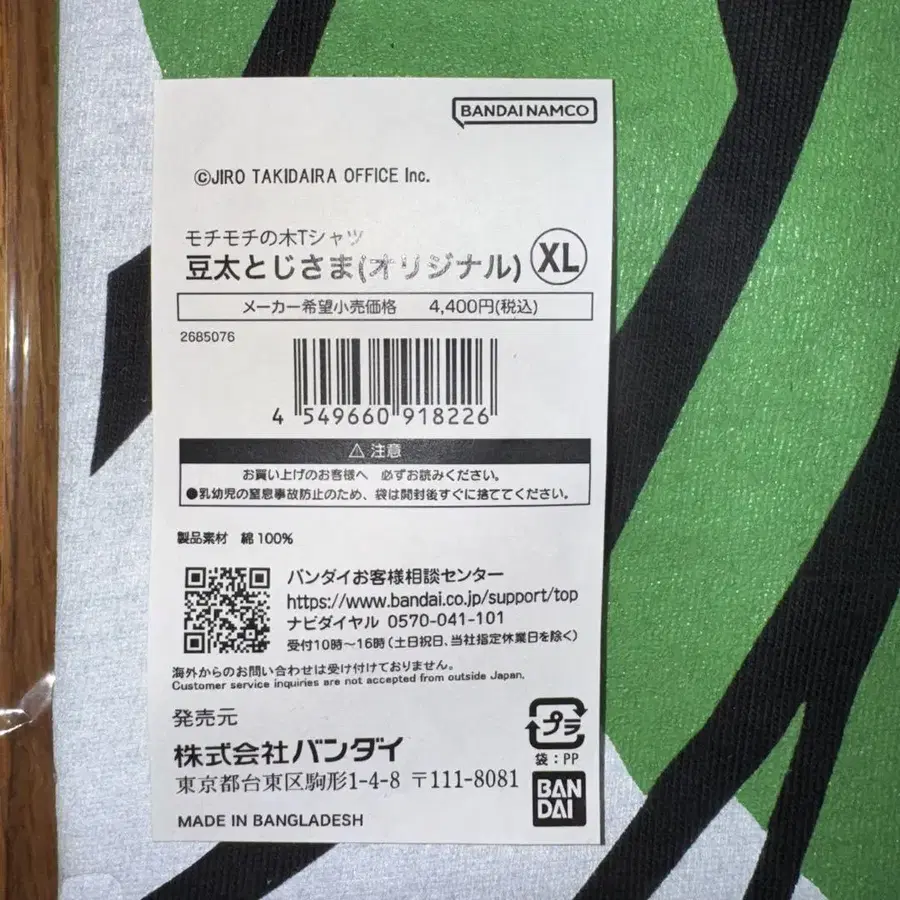 BANDAI NAMCO
©JIRO TAKIDAIRA OFFICE Inc.
モチモチの木Tシャツ
豆太とじさま(オリジナル) XL
メーカー希望小売価格 4,400円(税込)
2685076
4 549660 918226
⚠ 注意
お買い上げのお客様へ 必ずお読みください。
●乳幼児の窒息事故防止のため、袋は開封後すぐに捨ててください。
製品素材 綿100%
バンダイお客様相談センター
https://www.bandai.co.jp/support/top
ナビダイヤル 0570-041-101
受付10時～16時(土日祝日、当社指定休業日を除く)
海外からのお問い合わせは受け付けておりません。
Customer service inquiries are not accepted from outside Japan.
発売元
株式会社バンダイ
東京都台東区駒形1-4-8 〒111-8081
プラ
袋：PP
BAN
DAI
MADE IN BANGLADESH